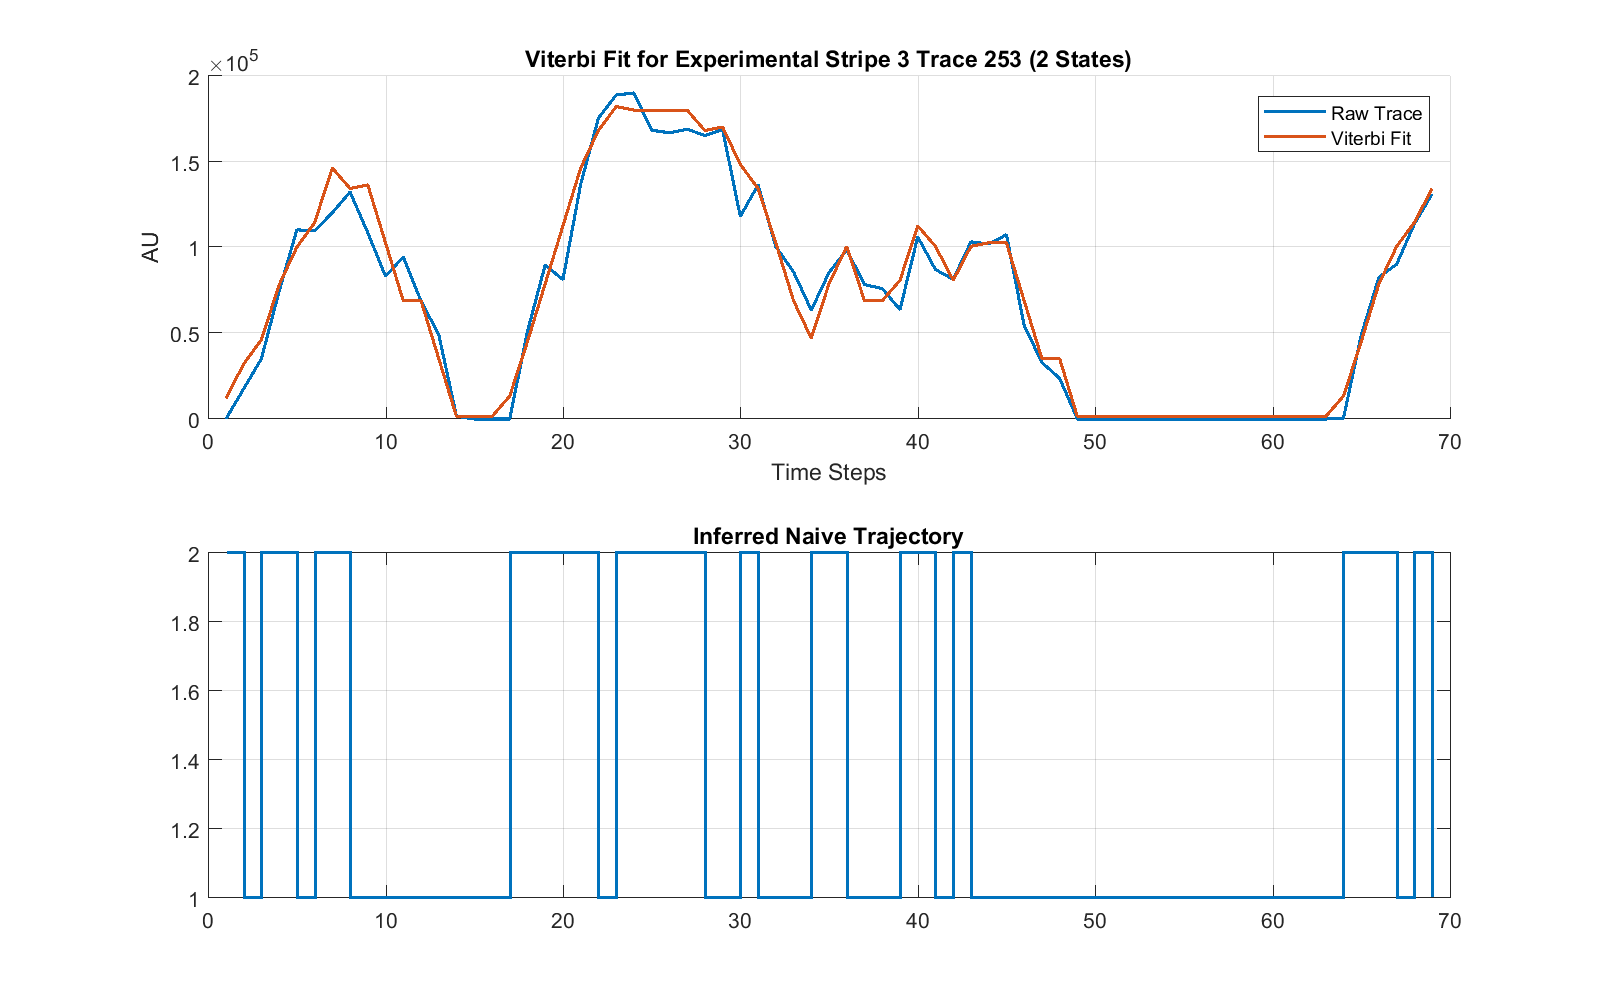 Viterbi Fit for Experimental Stripe 3 Trace 253 (2 States)
×10⁵
2
1.5
1
0.5
0
AU
Raw Trace
Viterbi Fit
0 10 20 30 40 50 60 70
Time Steps
Inferred Naive Trajectory
2
1.8
1.6
1.4
1.2
1
0 10 20 30 40 50 60 70